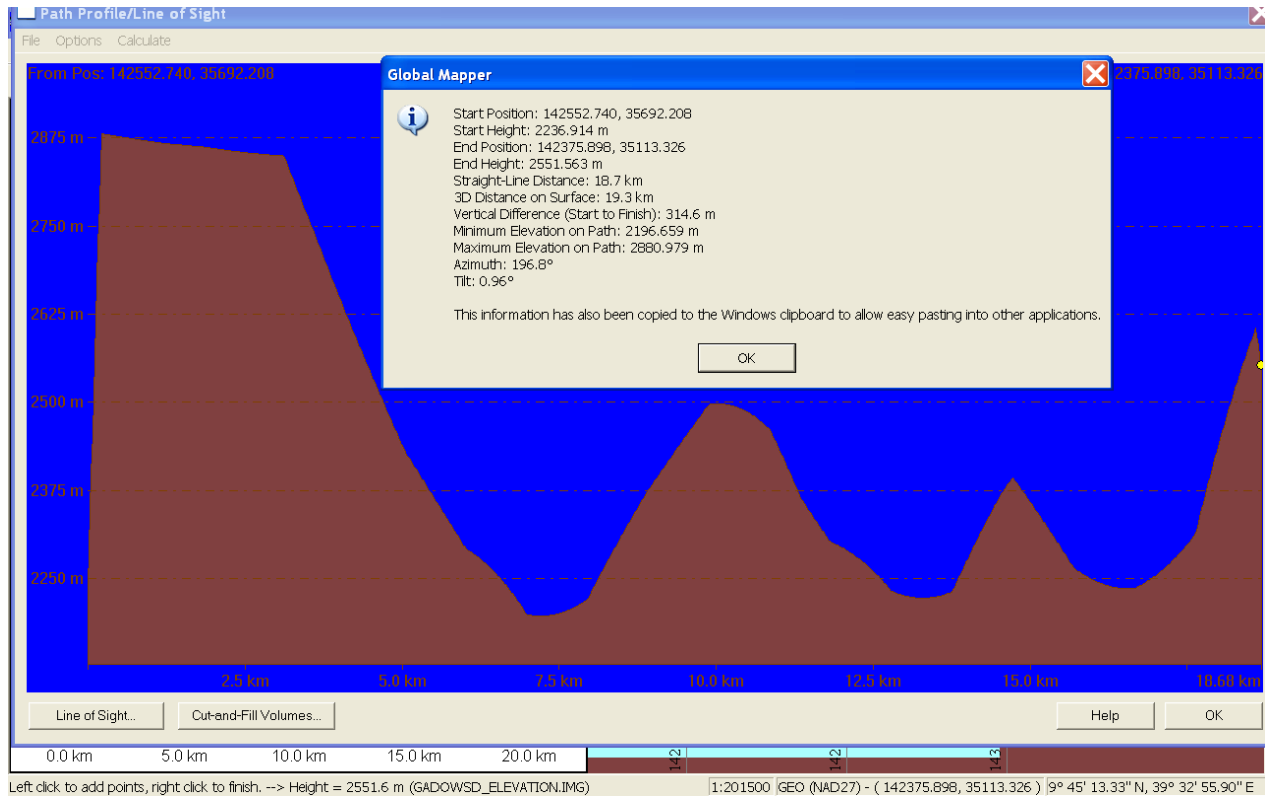 Path Profile/Line of Sight
File Options Calculate
From Pos: 142552.740, 35692.208
2375.898, 35113.326
Global Mapper
Start Position: 142552.740, 35692.208
Start Height: 2236.914 m
End Position: 142375.898, 35113.326
End Height: 2551.563 m
Straight-Line Distance: 18.7 km
3D Distance on Surface: 19.3 km
Vertical Difference (Start to Finish): 314.6 m
Minimum Elevation on Path: 2196.659 m
Maximum Elevation on Path: 2880.979 m
Azimuth: 196.8°
Tilt: 0.96°
This information has also been copied to the Windows clipboard to allow easy pasting into other applications.
OK
2875 m
2750 m
2625 m
2500 m
2375 m
2250 m
2.5 km 5.0 km 7.5 km 10.0 km 12.5 km 15.0 km 18.68 km
Line of Sight... Cut-and-Fill Volumes... Help OK
0.0 km 5.0 km 10.0 km 15.0 km 20.0 km
142 142 143
Left click to add points, right click to finish. --> Height = 2551.6 m (GADOWSD_ELEVATION.IMG) 1:201500 GEO (NAD27) - ( 142375.898, 35113.326 ) 9° 45' 13.33" N, 39° 32' 55.90" E